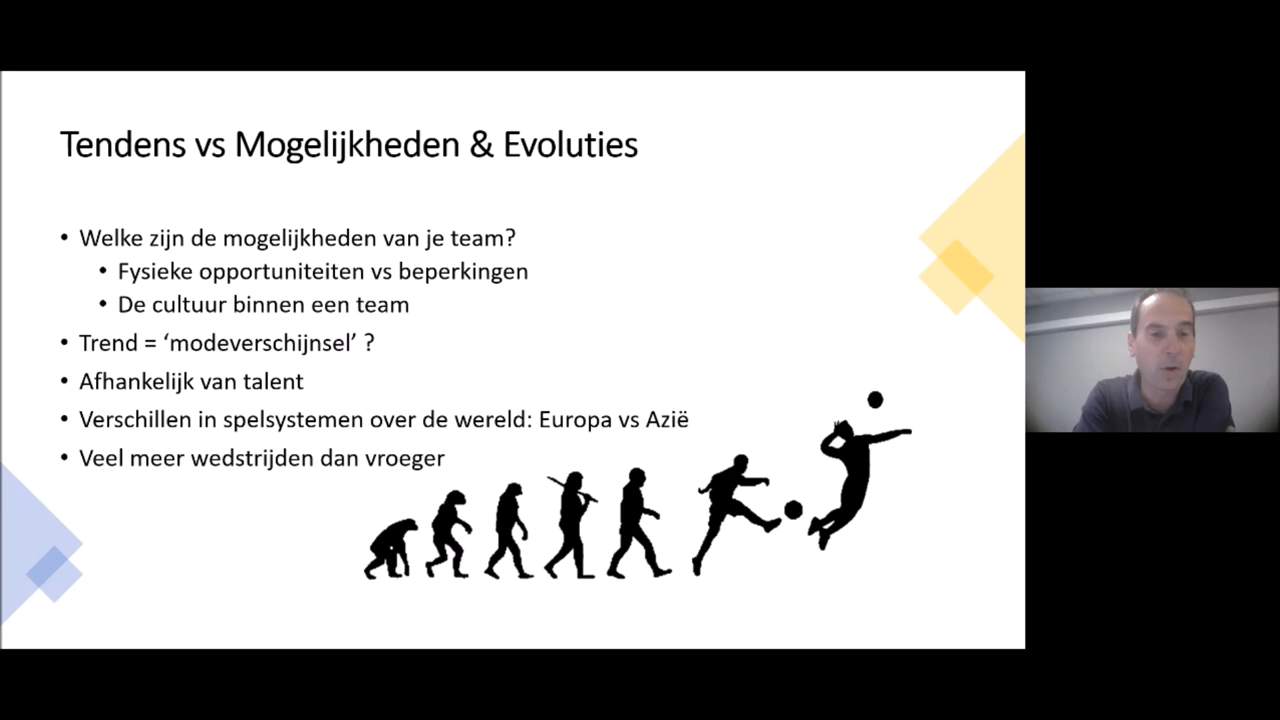 Tendens vs Mogelijkheden & Evoluties
• Welke zijn de mogelijkheden van je team?
• Fysieke opportuniteiten vs beperkingen
• De cultuur binnen een team
• Trend = ‘modeverschijnsel’ ?
• Afhankelijk van talent
• Verschillen in spelsystemen over de wereld: Europa vs Azië
• Veel meer wedstrijden dan vroeger